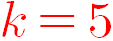 k = 5